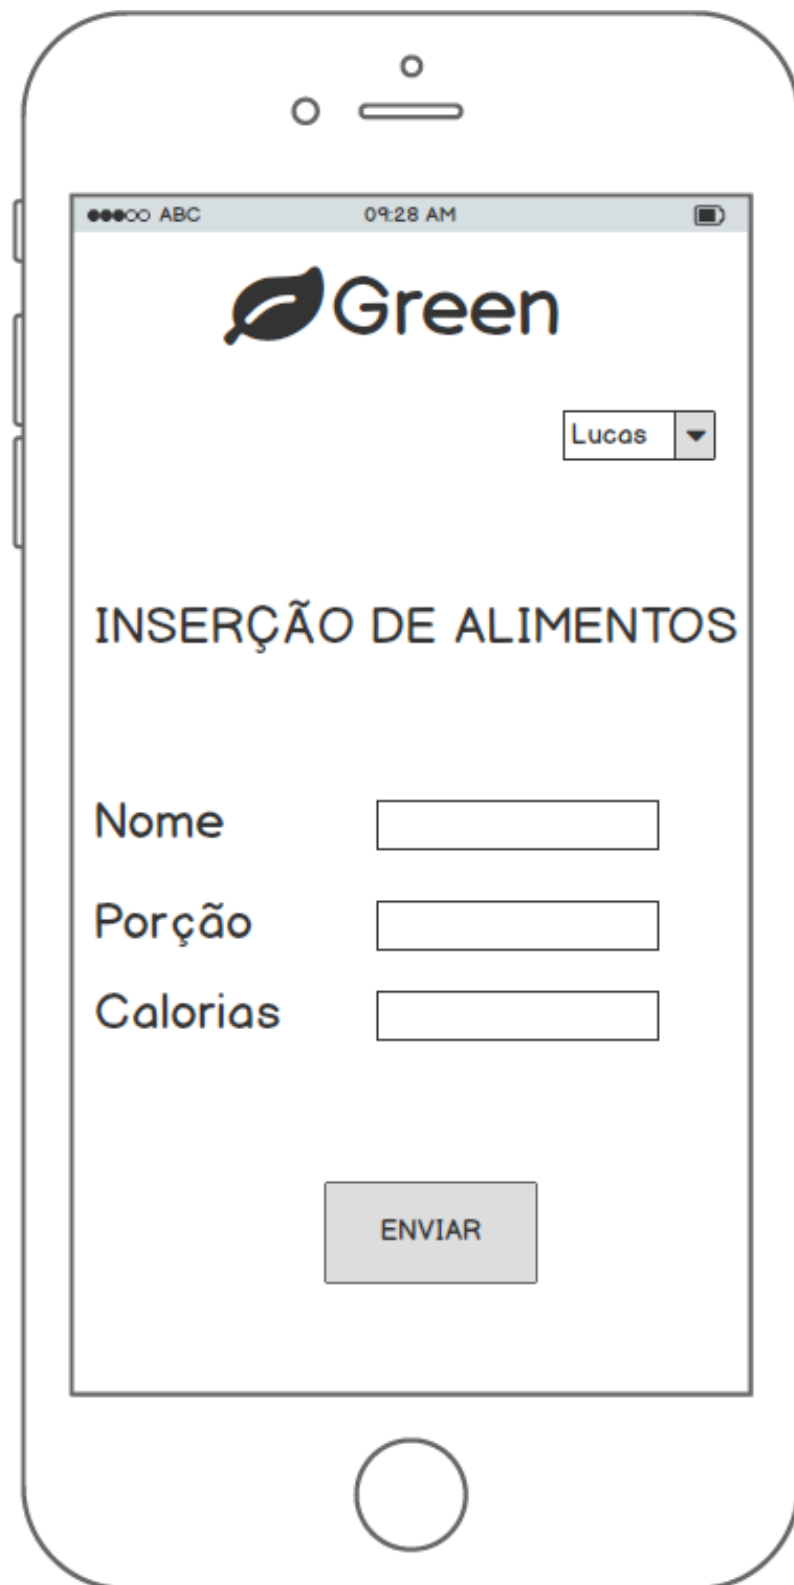 ABC 09:28 AM
Green
Lucas
INSERÇÃO DE ALIMENTOS
Nome
Porção
Calorias
ENVIAR